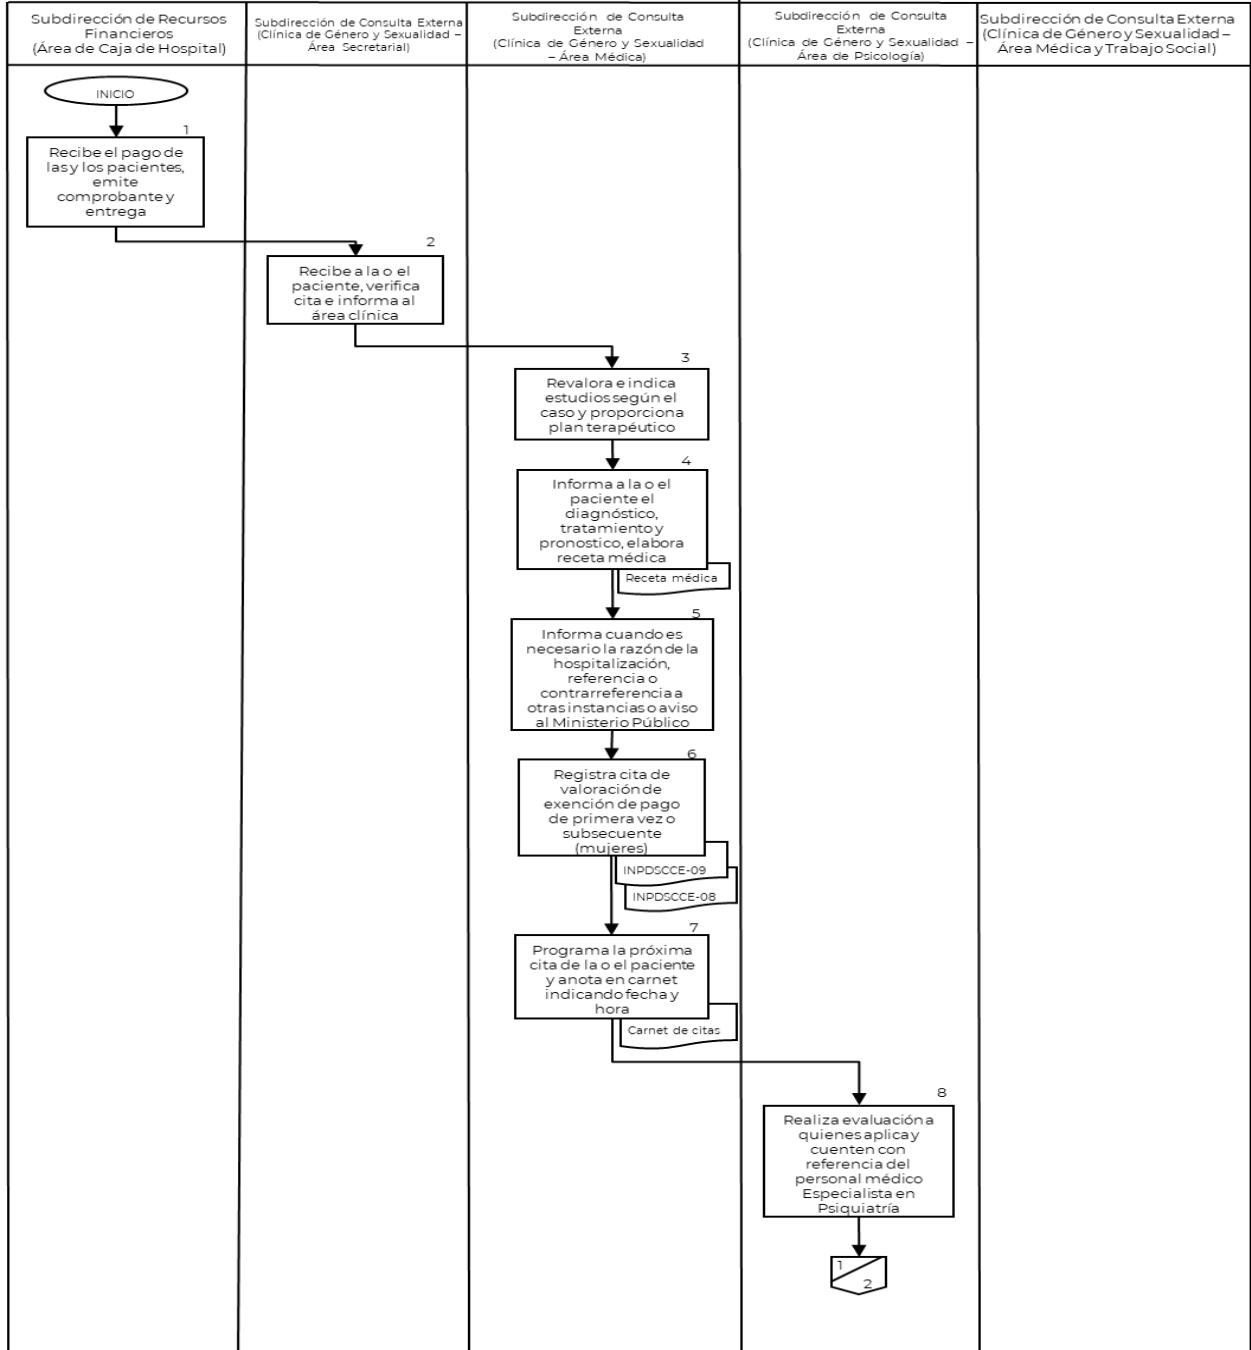 Subdirección de Recursos
Financieros
(Área de Caja de Hospital)
Subdirección de Consulta Externa
(Clínica de Género y Sexualidad –
Área Secretarial)
Subdirección de Consulta
Externa
(Clínica de Género y Sexualidad
– Área Médica)
Subdirección de Consulta
Externa
(Clínica de Género y Sexualidad –
Área de Psicología)
Subdirección de Consulta Externa
(Clínica de Género y Sexualidad –
Área Médica y Trabajo Social)
INICIO
1
Recibe el pago de
las y los pacientes,
emite
comprobante y
entrega
2
Recibe a la o el
paciente, verifica
cita e informa al
área clínica
3
Revalora e indica
estudios según el
caso y proporciona
plan terapéutico
4
Informa a la o el
paciente el
diagnóstico,
tratamiento y
pronostico, elabora
receta médica
Receta médica
5
Informa cuando es
necesario la razón de la
hospitalización,
referencia o
contrarreferencia a
otras instancias o aviso
al Ministerio Público
6
Registra cita de
valoración de
exención de pago
de primera vez o
subsecuente
(mujeres)
INPDSCCE-09
INPDSCCE-08
7
Programa la próxima
cita de la o el paciente
y anota en carnet
indicando fecha y
hora
Carnet de citas
8
Realiza evaluación a
quienes aplica y
cuenten con
referencia del
personal médico
Especialista en
Psiquiatría
1
2